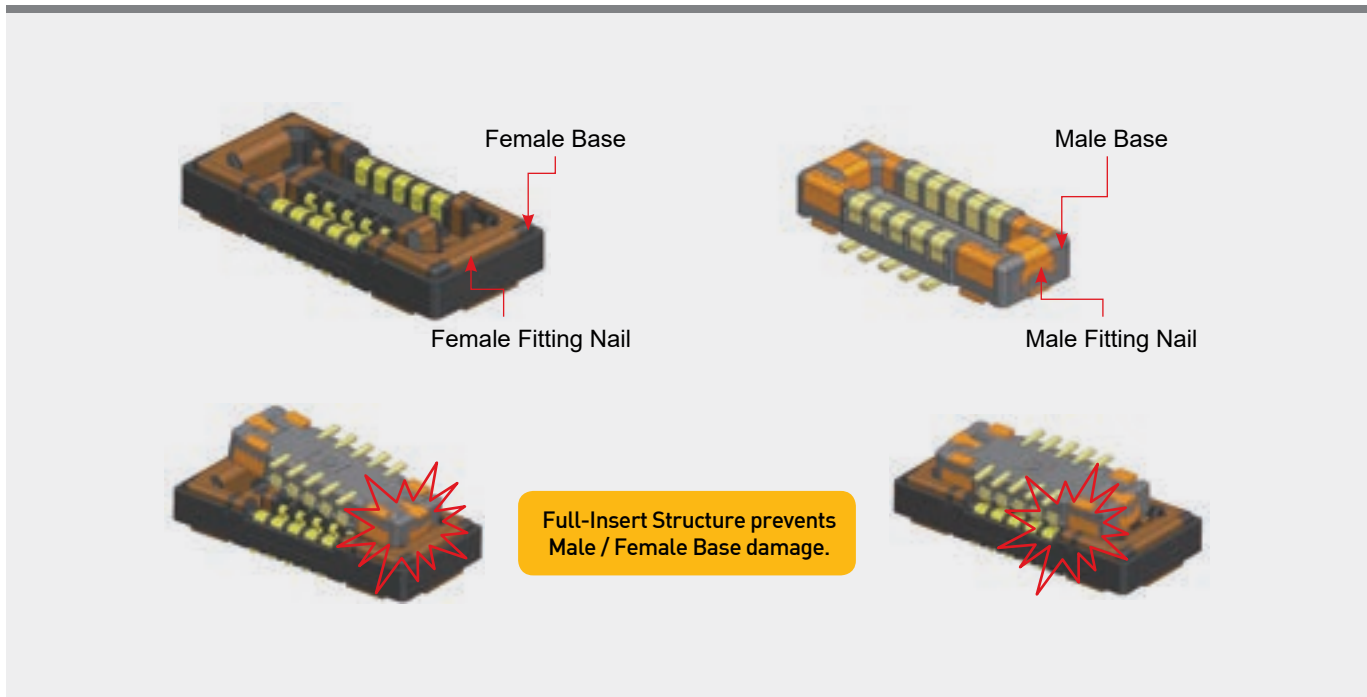 Female Base
Male Base
Female Fitting Nail
Male Fitting Nail
Full-Insert Structure prevents
Male / Female Base damage.